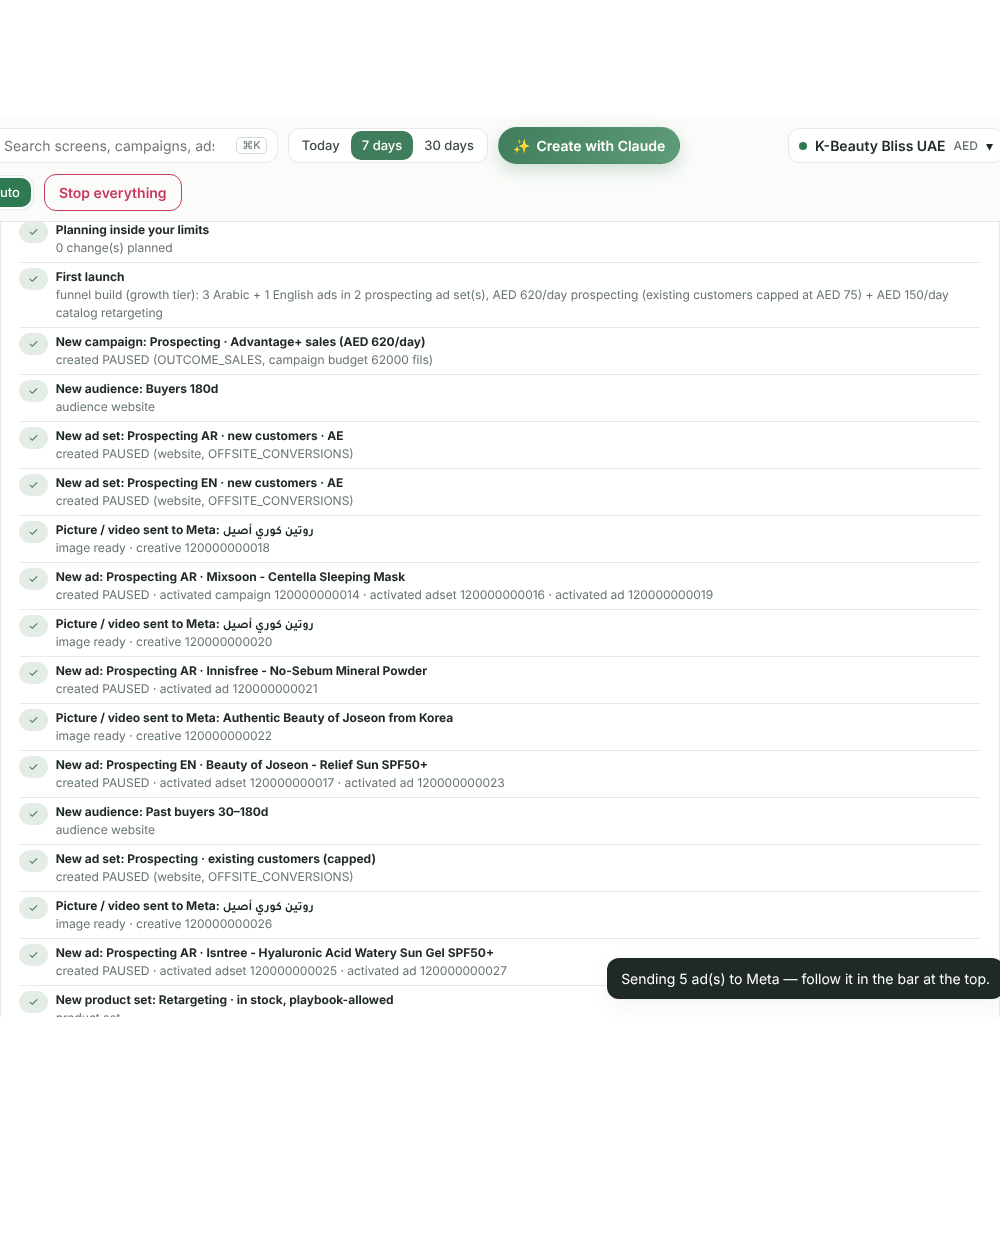 Search screens, campaigns, ad
⌘K
Today
7 days
30 days
✨ Create with Claude
K-Beauty Bliss UAE AED ▾
uto
Stop everything
Planning inside your limits
0 change(s) planned
First launch
funnel build (growth tier): 3 Arabic + 1 English ads in 2 prospecting ad set(s), AED 620/day prospecting (existing customers capped at AED 75) + AED 150/day
catalog retargeting
New campaign: Prospecting · Advantage+ sales (AED 620/day)
created PAUSED (OUTCOME_SALES, campaign budget 62000 fils)
New audience: Buyers 180d
audience website
New ad set: Prospecting AR · new customers · AE
created PAUSED (website, OFFSITE_CONVERSIONS)
New ad set: Prospecting EN · new customers · AE
created PAUSED (website, OFFSITE_CONVERSIONS)
Picture / video sent to Meta: روتين كوري أصيل
image ready · creative 120000000018
New ad: Prospecting AR · Mixsoon - Centella Sleeping Mask
created PAUSED · activated campaign 120000000014 · activated adset 120000000016 · activated ad 120000000019
Picture / video sent to Meta: روتين كوري أصيل
image ready · creative 120000000020
New ad: Prospecting AR · Innisfree - No-Sebum Mineral Powder
created PAUSED · activated ad 120000000021
Picture / video sent to Meta: Authentic Beauty of Joseon from Korea
image ready · creative 120000000022
New ad: Prospecting EN · Beauty of Joseon - Relief Sun SPF50+
created PAUSED · activated adset 120000000017 · activated ad 120000000023
New audience: Past buyers 30–180d
audience website
New ad set: Prospecting · existing customers (capped)
created PAUSED (website, OFFSITE_CONVERSIONS)
Picture / video sent to Meta: روتين كوري أصيل
image ready · creative 120000000026
New ad: Prospecting AR · Isntree - Hyaluronic Acid Watery Sun Gel SPF50+
created PAUSED · activated adset 120000000025 · activated ad 120000000027
Sending 5 ad(s) to Meta — follow it in the bar at the top.
New product set: Retargeting · in stock, playbook-allowed